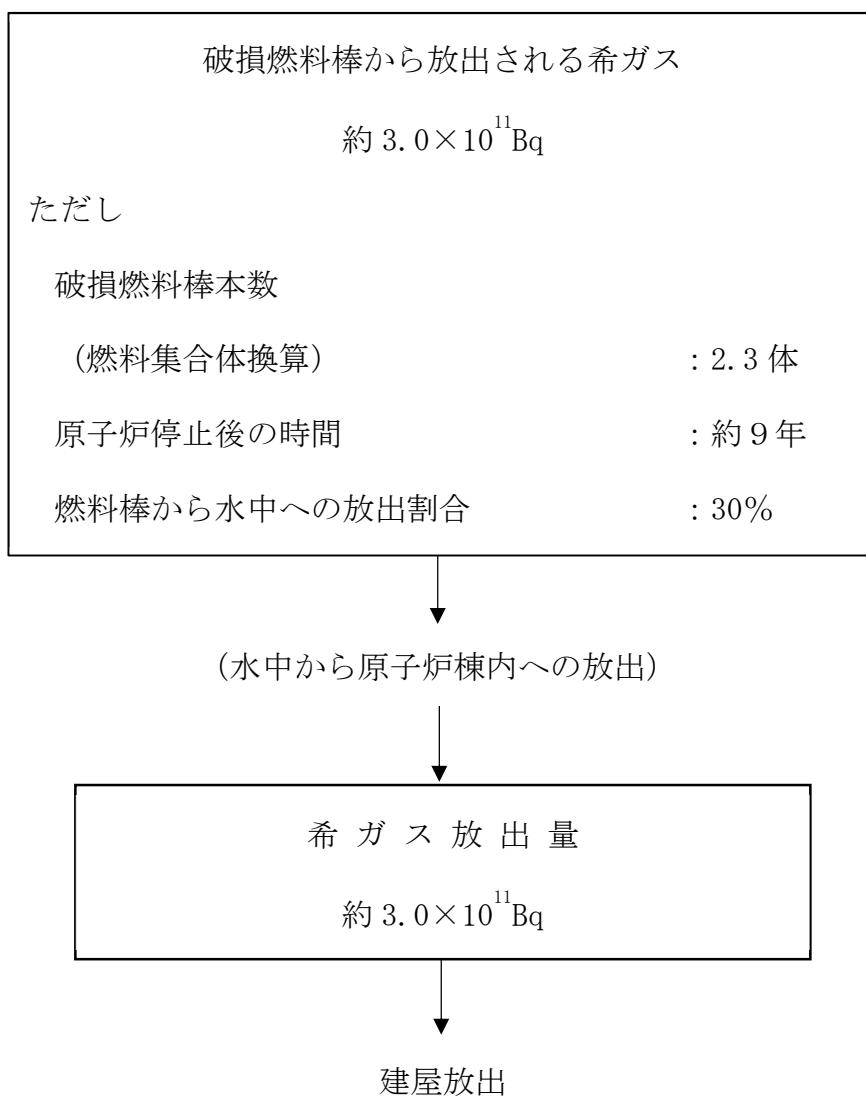 破損燃料棒から放出される希ガス
約 3.0×10¹¹Bq
ただし
破損燃料棒本数
(燃料集合体換算) : 2.3 体
原子炉停止後の時間 : 約９年
燃料棒から水中への放出割合 : 30%
(水中から原子炉棟内への放出)
希 ガ ス 放 出 量
約 3.0×10¹¹Bq
建屋放出